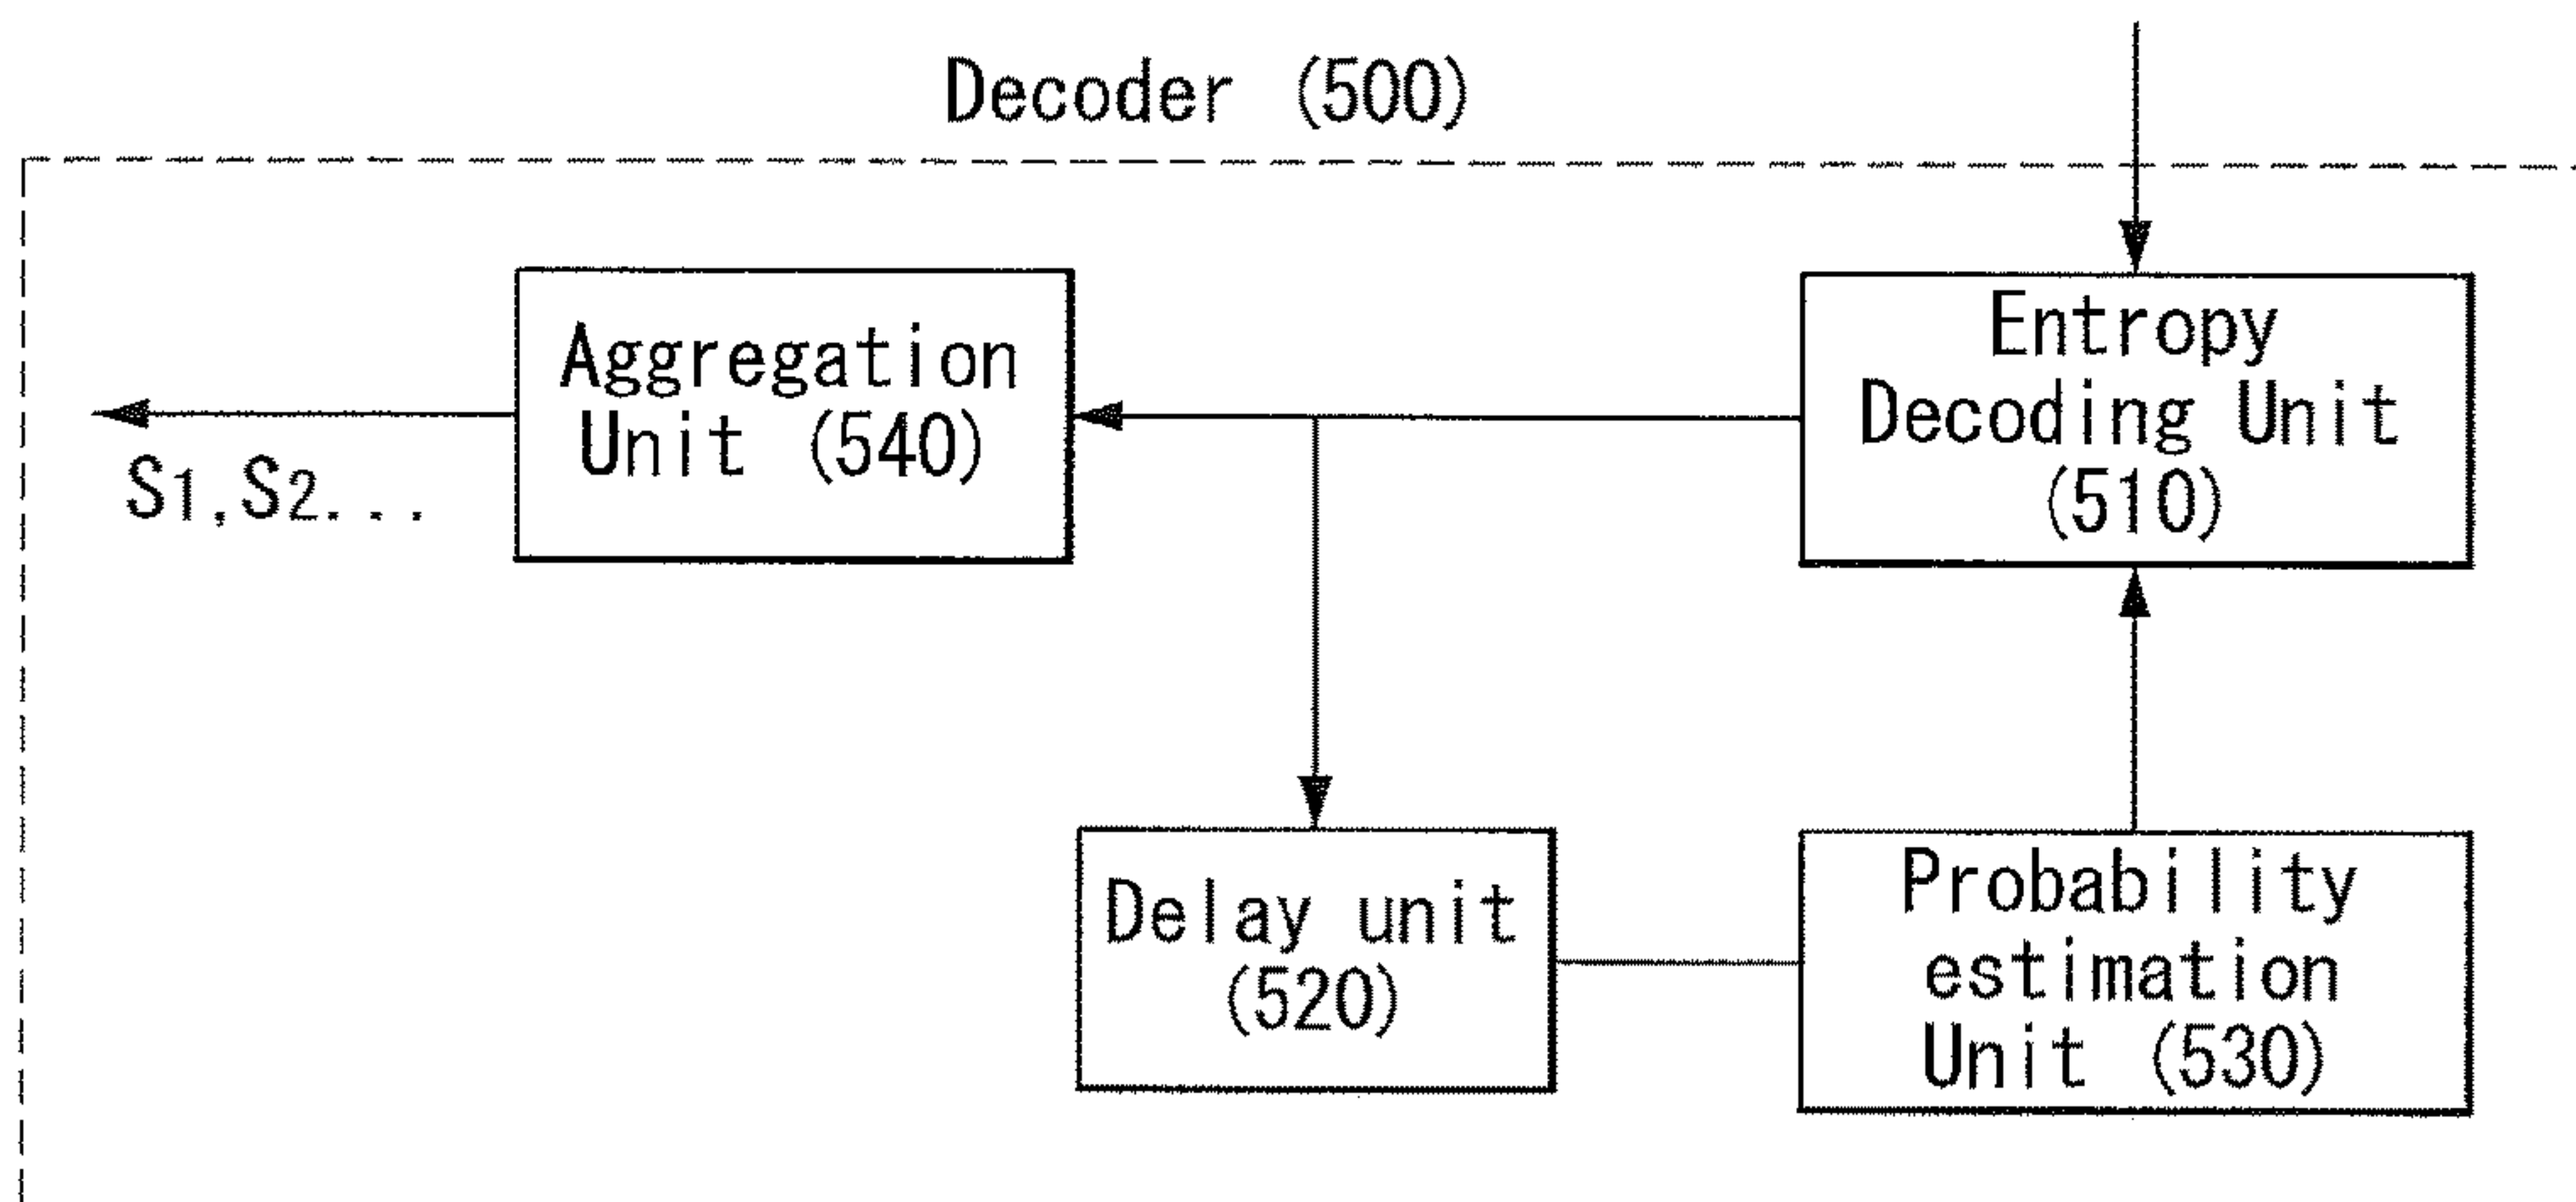 Decoder (500)
Aggregation
Unit (540)
Entropy
Decoding Unit
(510)
S1,S2...
Delay unit
(520)
Probability
estimation
Unit (530)